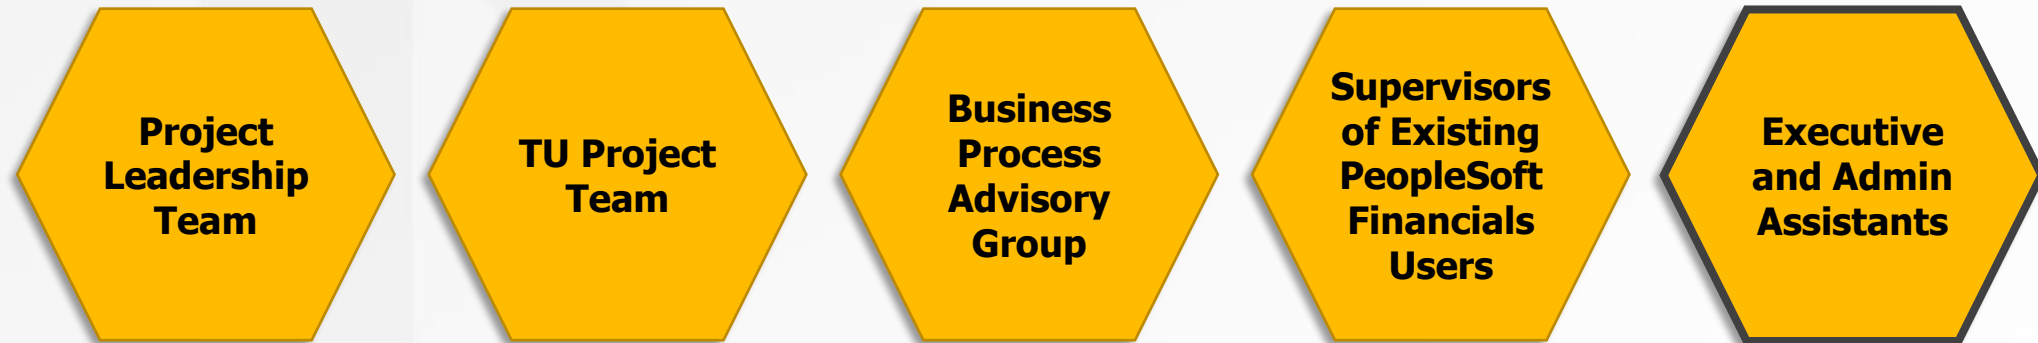 Project
Leadership
Team
TU Project
Team
Business
Process
Advisory
Group
Supervisors
of Existing
PeopleSoft
Financials
Users
Executive
and Admin
Assistants